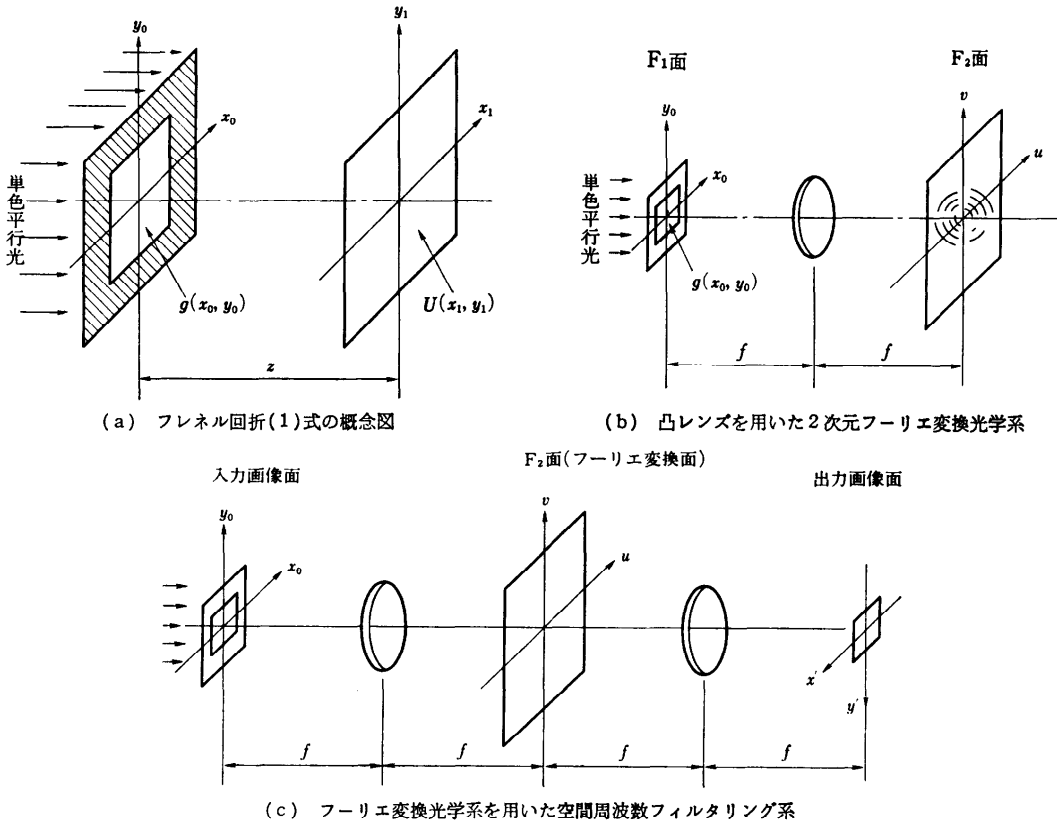 y₀
x₀
単色平行光
g(x₀, y₀)
z
y₁
x₁
U(x₁, y₁)
(a) フレネル回折(1)式の概念図
F₁面
F₂面
y₀
x₀
単色平行光
g(x₀, y₀)
v
u
f
f
(b) 凸レンズを用いた2次元フーリエ変換光学系
入力画像面
F₂面(フーリエ変換面)
出力画像面
y₀
x₀
v
u
x′
y′
f
f
f
f
(c) フーリエ変換光学系を用いた空間周波数フィルタリング系